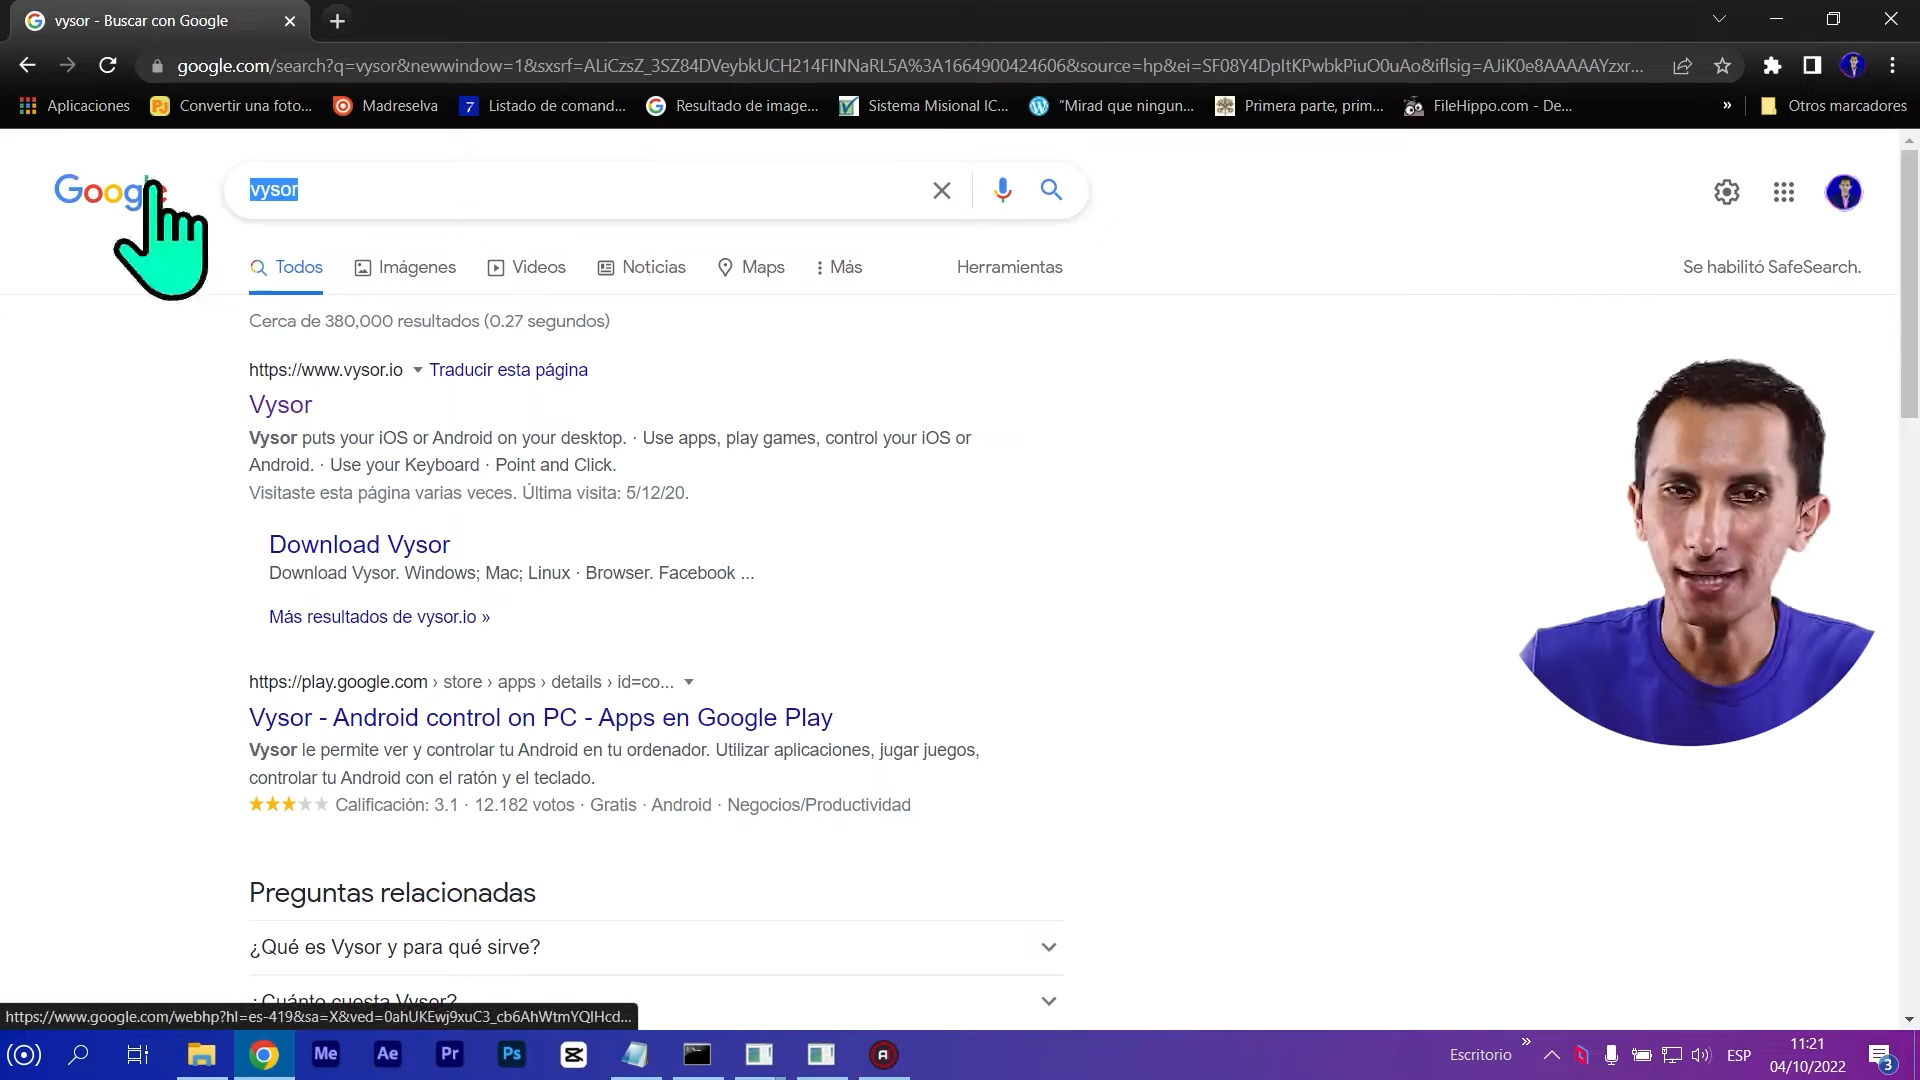 vysor - Buscar con Google
google.com/search?q=vysor&newwindow=1&sxsrf=ALiCzsZ_3SZ84DVeybkUCH214FINNaRL5A%3A1664900424606&source=hp&ei=SF08Y4DpItKPwbkPiuO0uAo&iflsig=AJiK0e8AAAAAYzxr...
Aplicaciones
Convertir una foto...
Madreselva
7
Listado de comand...
Resultado de image...
Sistema Misional IC...
"Mirad que ningun...
Primera parte, prim...
FileHippo.com - De...
»
Otros marcadores
vysor
Todos
Imágenes
Videos
Noticias
Maps
Más
Herramientas
Se habilitó SafeSearch.
Cerca de 380,000 resultados (0.27 segundos)
https://www.vysor.io
Traducir esta página
Vysor
Vysor puts your iOS or Android on your desktop. · Use apps, play games, control your iOS or
Android. · Use your Keyboard · Point and Click.
Visitaste esta página varias veces. Última visita: 5/12/20.
Download Vysor
Download Vysor. Windows; Mac; Linux · Browser. Facebook ...
Más resultados de vysor.io »
https://play.google.com › store › apps › details › id=co...
Vysor - Android control on PC - Apps en Google Play
Vysor le permite ver y controlar tu Android en tu ordenador. Utilizar aplicaciones, jugar juegos,
controlar tu Android con el ratón y el teclado.
Calificación: 3.1 · 12.182 votos · Gratis · Android · Negocios/Productividad
Preguntas relacionadas
¿Qué es Vysor y para qué sirve?
¿Cuánto cuesta Vysor?
https://www.google.com/webhp?hl=es-419&sa=X&ved=0ahUKEwj9xuC3_cb6AhWtmYQIHcd...
Me
Ae
Pr
Ps
Escritorio
»
ESP
11:21
04/10/2022
3